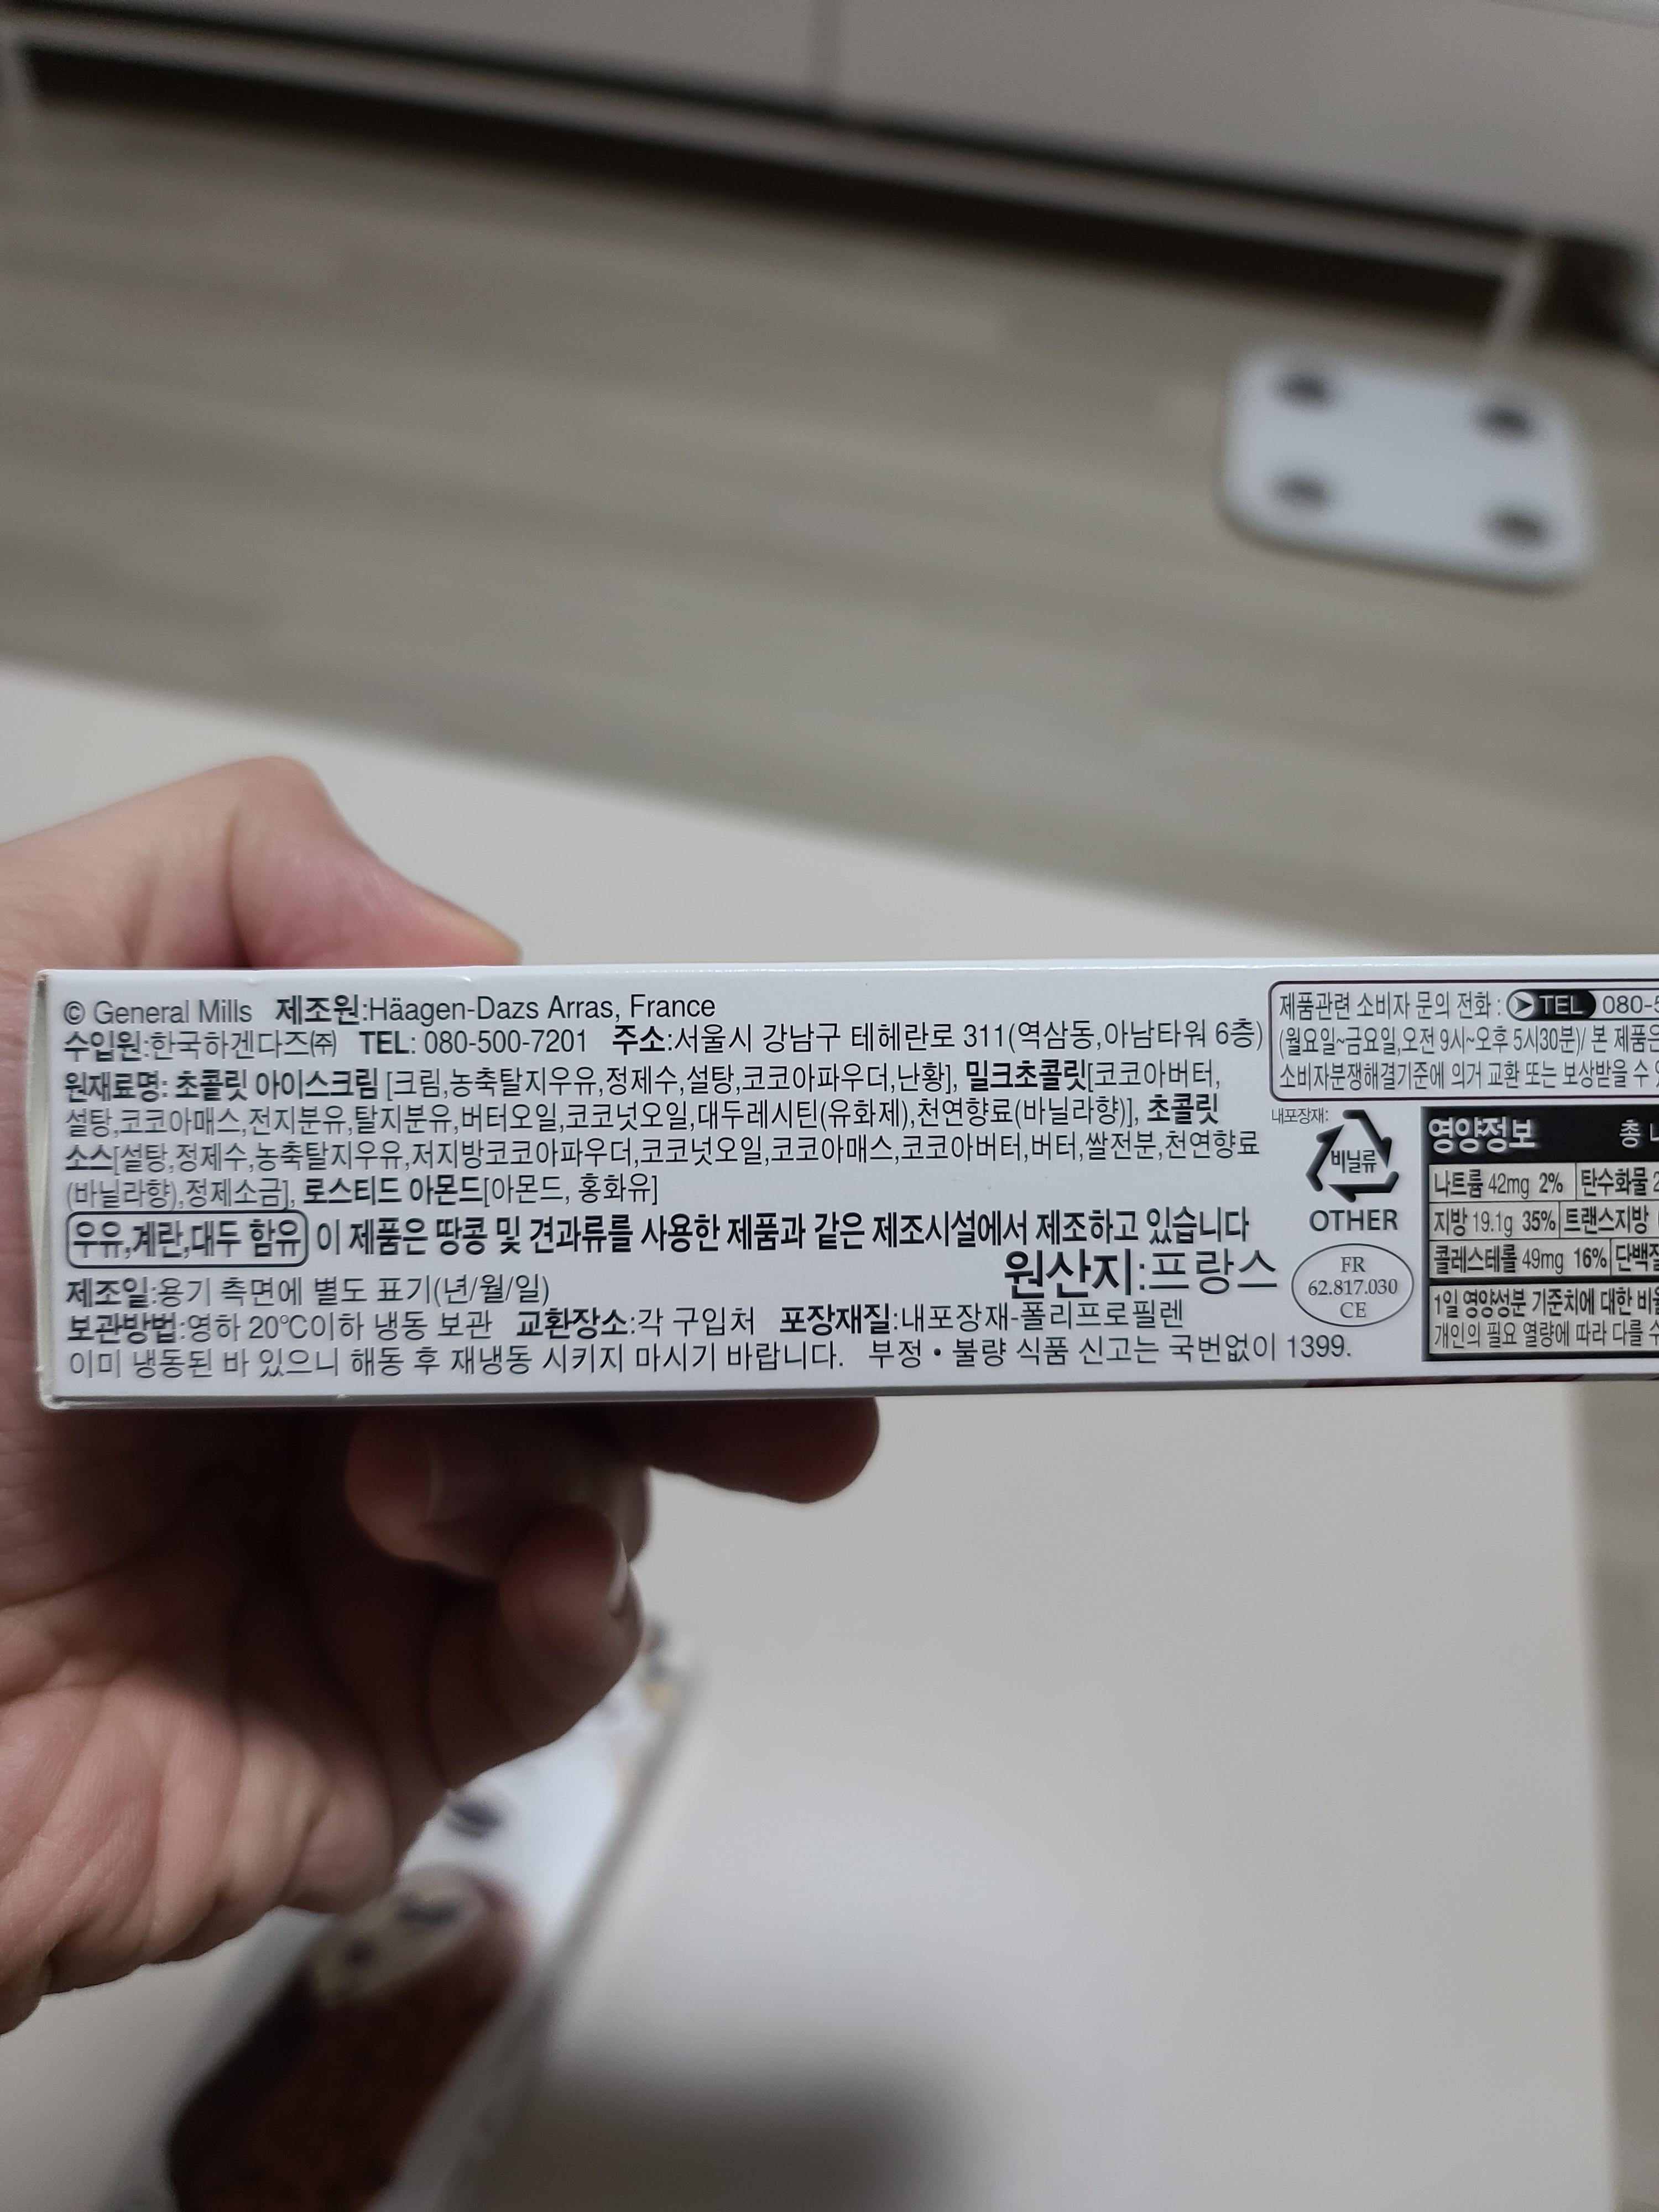 © General Mills 제조원:Häagen-Dazs Arras, France
수입원:한국하겐다즈㈜ TEL: 080-500-7201 주소:서울시 강남구 테헤란로 311(역삼동,아남타워 6층)
원재료명: 초콜릿 아이스크림 [크림,농축탈지우유,정제수,설탕,코코아파우더,난황], 밀크초콜릿[코코아버터,
설탕,코코아매스,전지분유,탈지분유,버터오일,코코넛오일,대두레시틴(유화제),천연향료(바닐라향)], 초콜릿
소스[설탕,정제수,농축탈지우유,저지방코코아파우더,코코넛오일,코코아매스,코코아버터,버터,쌀전분,천연향료
(바닐라향),정제소금], 로스티드 아몬드[아몬드, 홍화유]
우유,계란,대두 함유 이 제품은 땅콩 및 견과류를 사용한 제품과 같은 제조시설에서 제조하고 있습니다
원산지:프랑스
제조일:용기 측면에 별도 표기(년/월/일)
보관방법:영하 20℃이하 냉동 보관 교환장소:각 구입처 포장재질:내포장재-폴리프로필렌
이미 냉동된 바 있으니 해동 후 재냉동 시키지 마시기 바랍니다. 부정•불량 식품 신고는 국번없이 1399.
제품관련 소비자 문의 전화 : TEL 080-5
(월요일~금요일,오전 9시~오후 5시30분)/ 본 제품은
소비자분쟁해결기준에 의거 교환 또는 보상받을 수
내포장재:
비닐류
OTHER
FR
62.817.030
CE
영양정보 총
나트륨 42mg 2% 탄수화물 2
지방 19.1g 35% 트랜스지방
콜레스테롤 49mg 16% 단백질
1일 영양성분 기준치에 대한 비율
개인의 필요 열량에 따라 다를 수